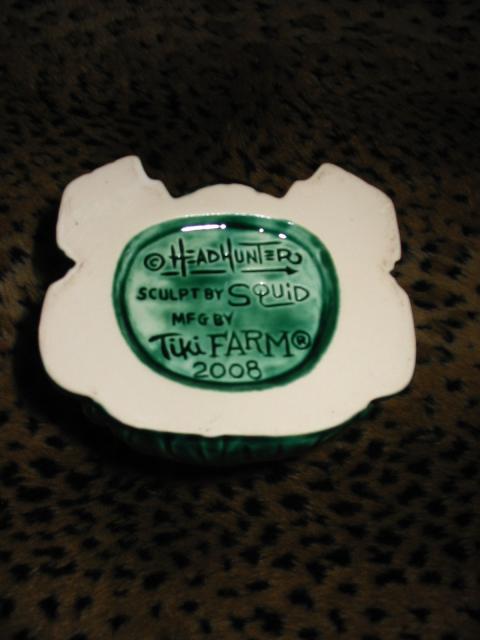 © HEADHUNTER
SCULPT BY SQUID
MFG BY
Tiki FARM®
2008